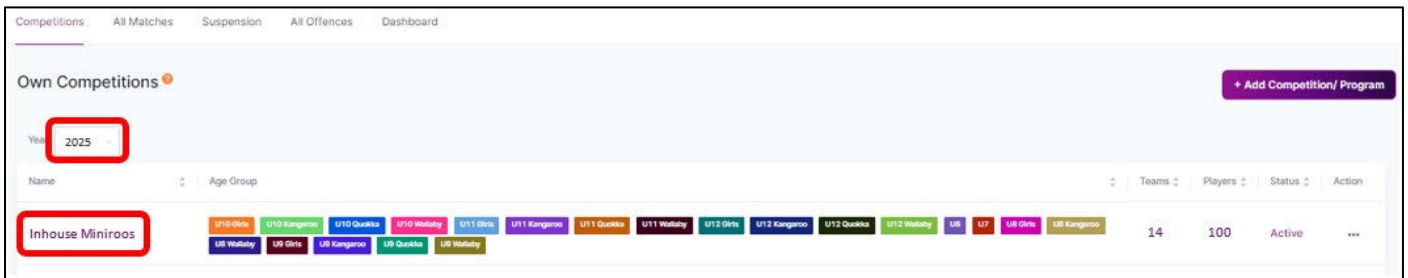 Competitions All Matches Suspension All Offences Dashboard
Own Competitions ?
+ Add Competition/ Program
Yea 2025
Name Age Group Teams Players Status Action
U10 Girls U10 Kangaroo U10 Quokka U10 Wallaby U11 Girls U11 Kangaroo U11 Quokka U11 Wallaby U12 Girls U12 Kangaroo U12 Quokka U12 Wallaby U6 U7 U8 Girls U8 Kangaroo
Inhouse Miniroos 14 100 Active ...
U8 Wallaby U9 Girls U9 Kangaroo U9 Quokka U9 Wallaby